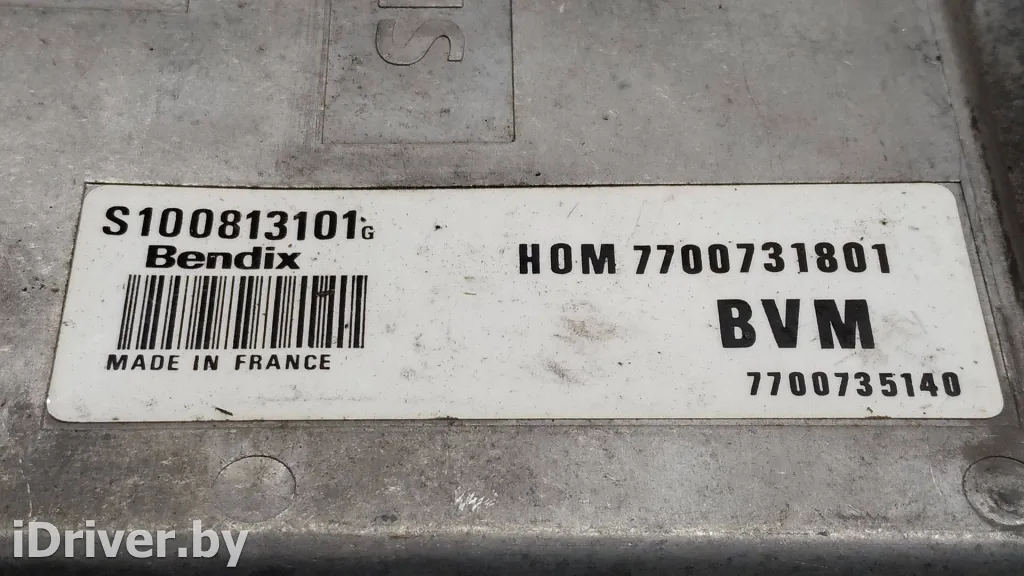 S100813101G
Bendix
MADE IN FRANCE
HOM 7700731801
BVM
7700735140
iDriver.by